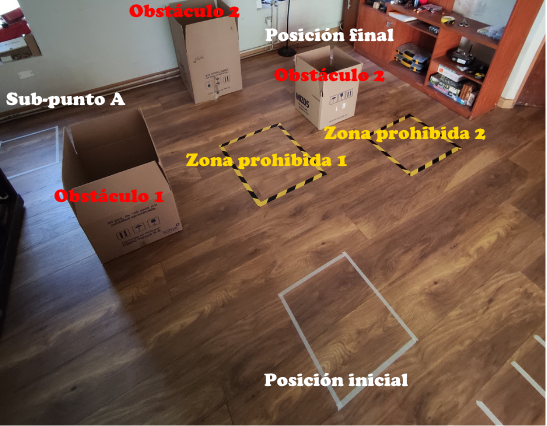 Obstáculo 2
Posición final
Obstáculo 2
Sub-punto A
Zona prohibida 2
Zona prohibida 1
Obstáculo 1
Posición inicial